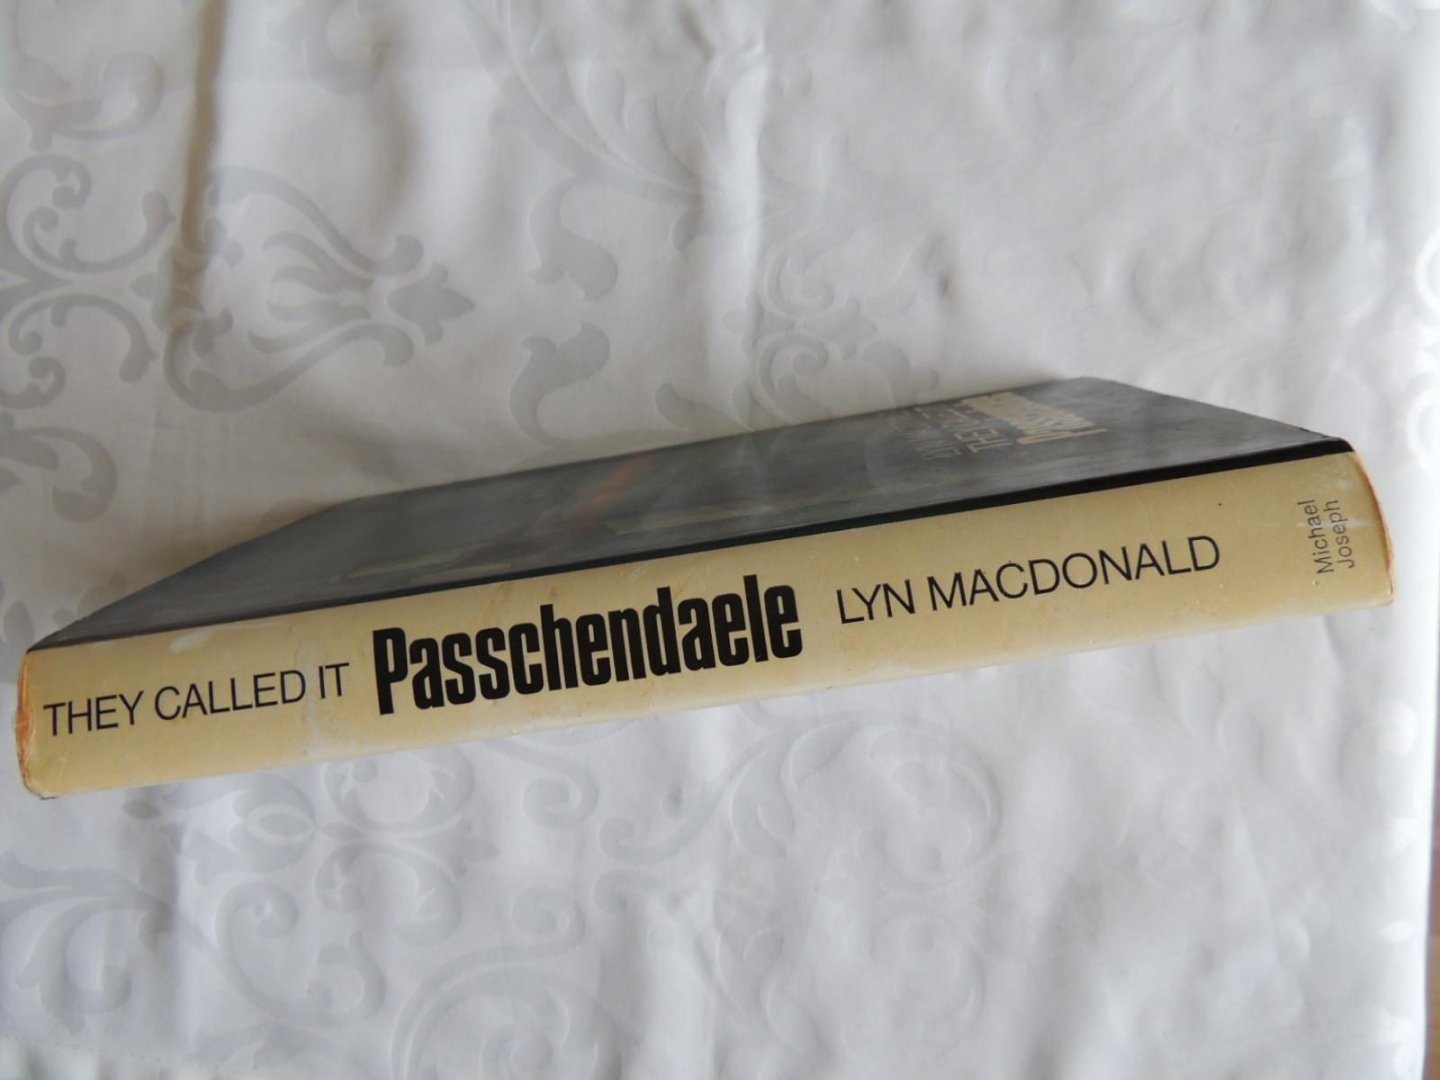 THEY CALLED IT Passchendaele LYN MACDONALD
Michael
Joseph